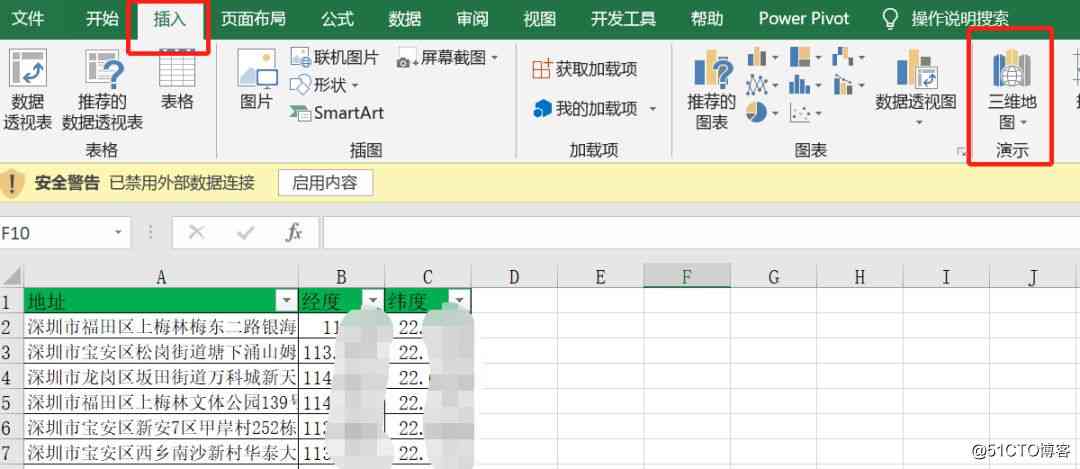 文件 开始 插入 页面布局 公式 数据 审阅 视图 开发工具 帮助 Power Pivot 操作说明搜索
数据透视表 推荐的数据透视表 表格
表格
图片 联机图片 形状 SmartArt 屏幕截图
插图
获取加载项
我的加载项
加载项
推荐的图表 数据透视图
图表
三维地图
演示
安全警告 已禁用外部数据连接 启用内容
F10 fx
A B C D E F G H I J
1 地址 经度 纬度
2 深圳市福田区上梅林梅东二路银海 11 22.
3 深圳市宝安区松岗街道塘下涌山姆 113. 22.
4 深圳市龙岗区坂田街道万科城新天 114 22.
5 深圳市福田区上梅林文体公园139号 114 22.
6 深圳市宝安区新安7区甲岸村252栋 113 22.
7 深圳市宝安区西乡南沙新村华泰大 113 22.
@51CTO博客